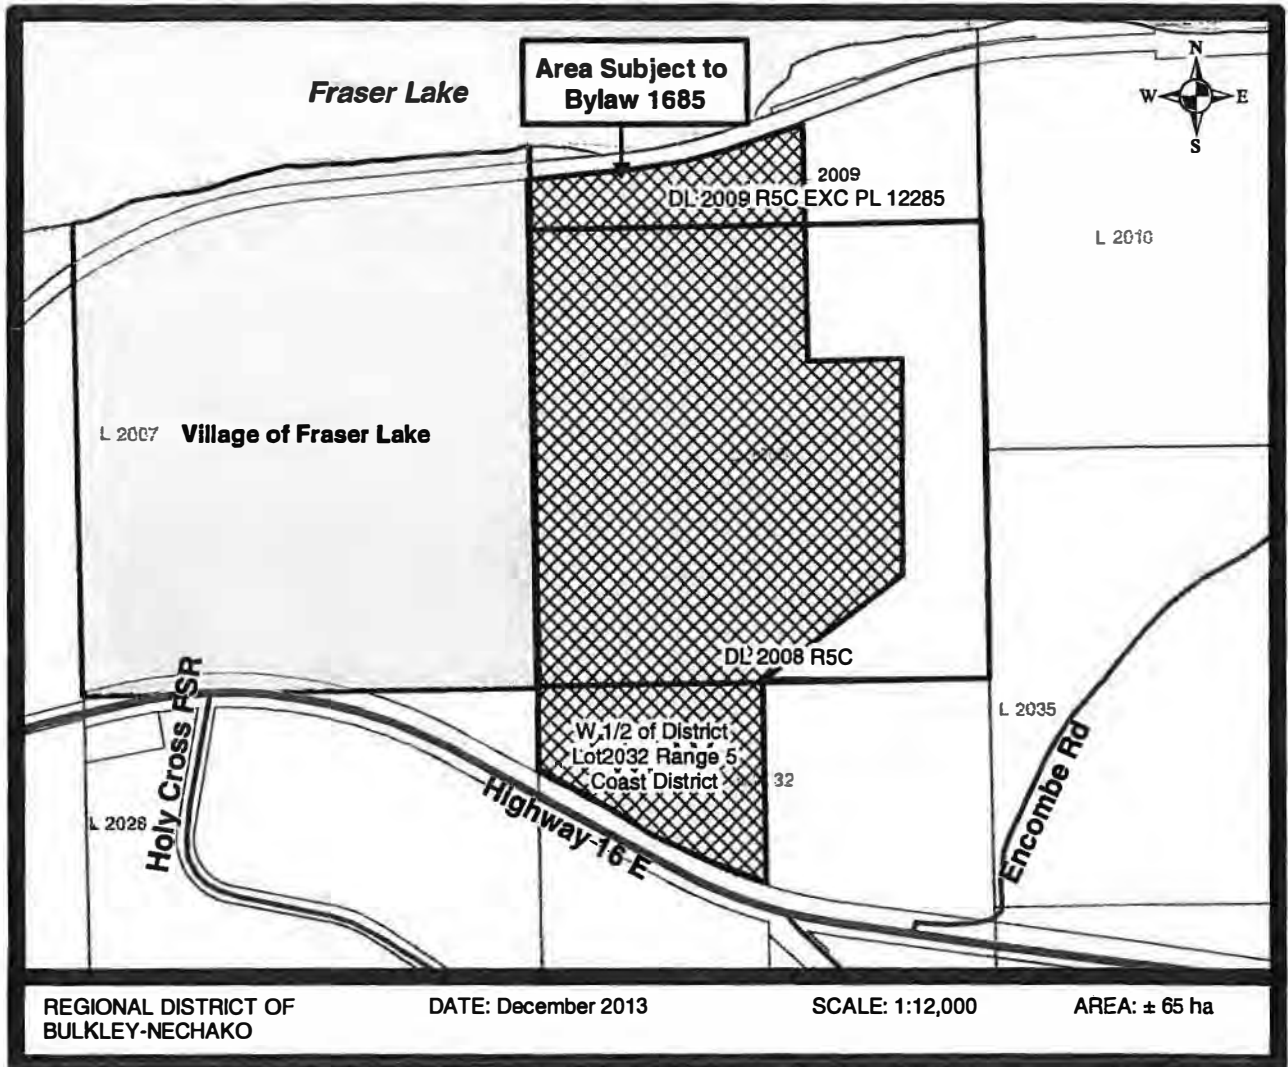 Fraser Lake
Area Subject to
Bylaw 1685
N
W
E
S
2009
DL 2009 R5C EXC PL 12285
L 2010
L 2007
Village of Fraser Lake
DL 2008 R5C
L 2035
W 1/2 of District
Lot2032 Range 5
Coast District
32
Holy Cross FSR
Highway 16 E
Encombe Rd
L 2028
REGIONAL DISTRICT OF
BULKLEY-NECHAKO
DATE: December 2013
SCALE: 1:12,000
AREA: ± 65 ha